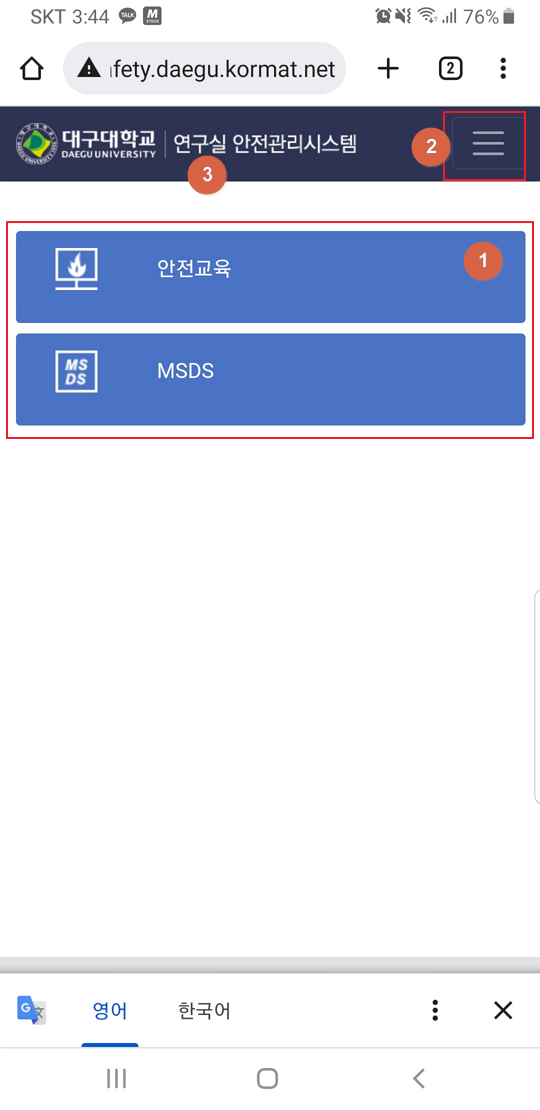 SKT 3:44 TALK M STOCK 76%
fety.daegu.kormat.net 2
대구대학교 DAEGU UNIVERSITY 연구실 안전관리시스템 2
3
안전교육 1
MS DS MSDS
G 文 영어 한국어